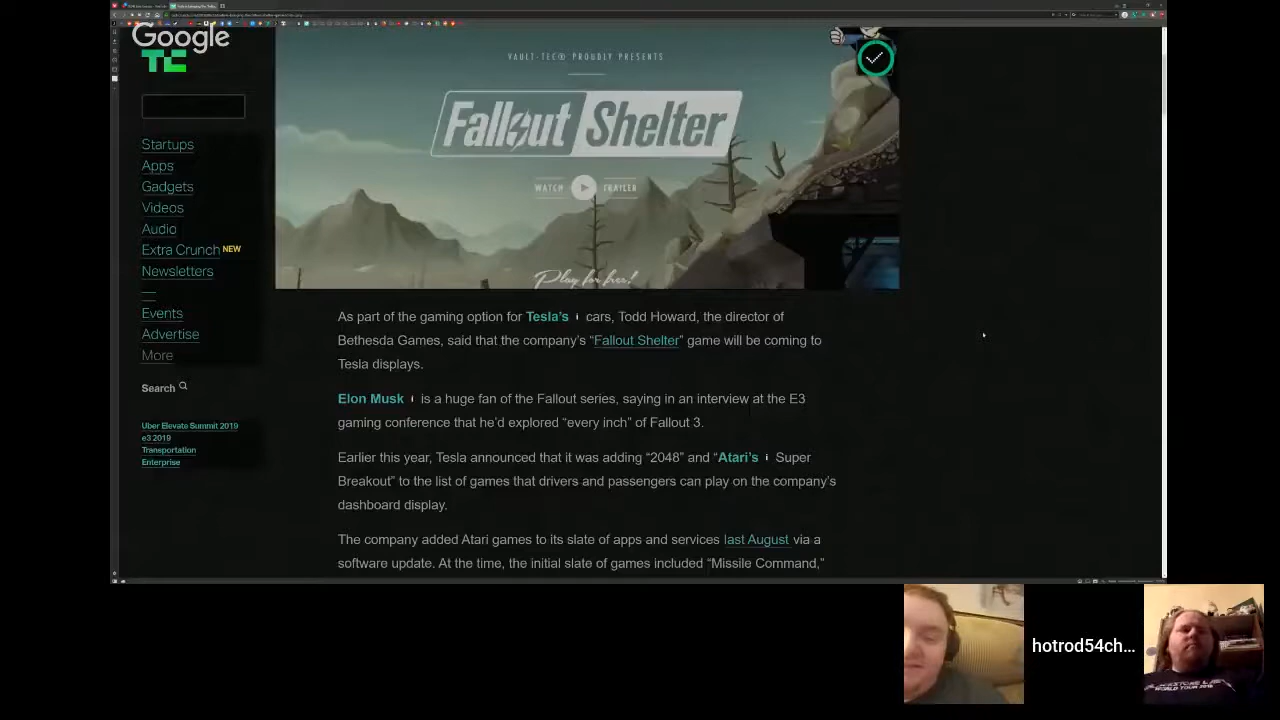 Google
TC
Startups
Apps
Gadgets
Videos
Audio
Extra Crunch NEW
Newsletters
—
Events
Advertise
More
Search
Uber Elevate Summit 2019
e3 2019
Transportation
Enterprise
VAULT-TEC® PROUDLY PRESENTS
Fallout Shelter
WATCH TRAILER
Play for free!
As part of the gaming option for Tesla's i cars, Todd Howard, the director of
Bethesda Games, said that the company's “Fallout Shelter” game will be coming to
Tesla displays.
Elon Musk i is a huge fan of the Fallout series, saying in an interview at the E3
gaming conference that he'd explored “every inch” of Fallout 3.
Earlier this year, Tesla announced that it was adding “2048” and “Atari's i Super
Breakout” to the list of games that drivers and passengers can play on the company's
dashboard display.
The company added Atari games to its slate of apps and services last August via a
software update. At the time, the initial slate of games included “Missile Command,”
hotrod54ch...
WORLD TOUR